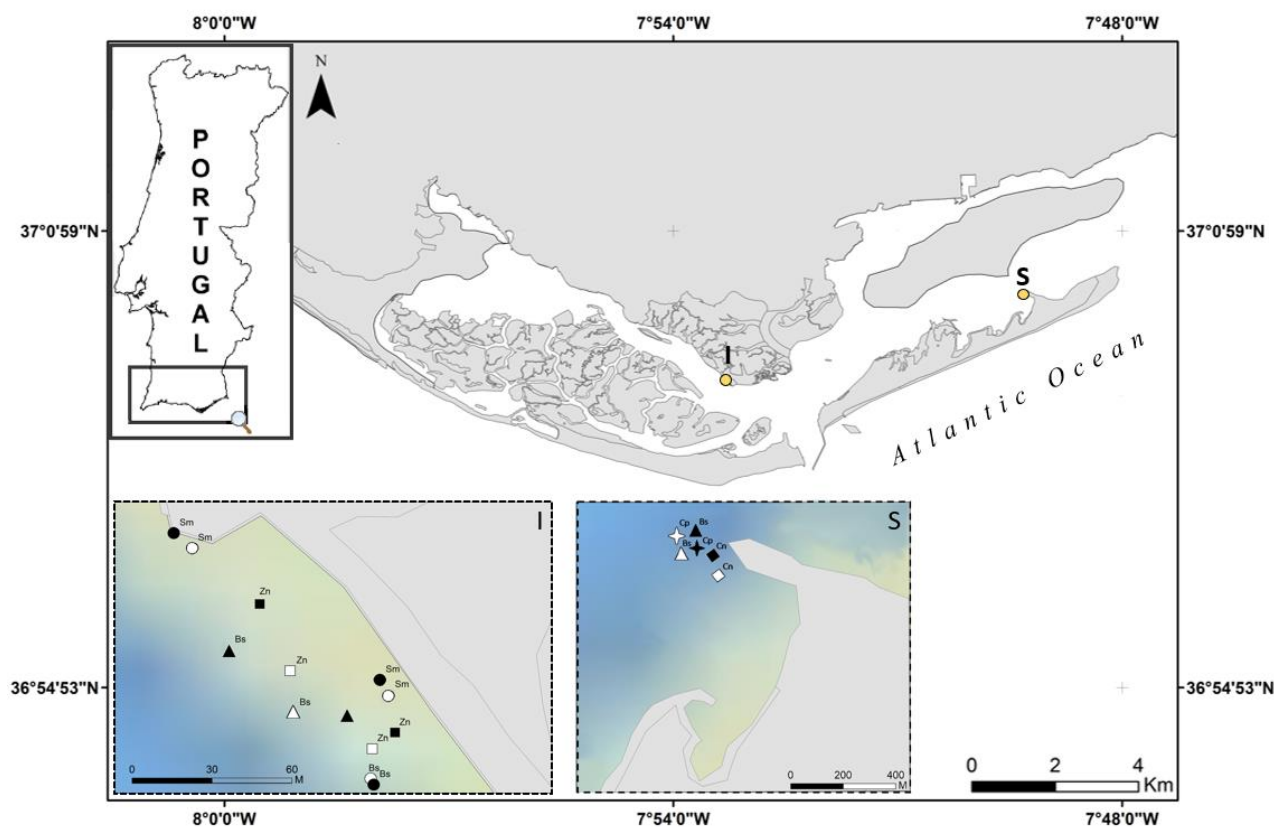 8°0'0"W
7°54'0"W
7°48'0"W
N
PORTUGAL
37°0'59"N
37°0'59"N
S
I
Atlantic Ocean
I
Sm
Sm
Zn
Bs
Zn
Bs
Sm
Sm
Zn
Zn
Bs
Bs
0 30 60
M
S
Cp
Bs
Bs
Cp
Cn
Cn
0 200 400
M
36°54'53"N
36°54'53"N
0 2 4
Km
8°0'0"W
7°54'0"W
7°48'0"W